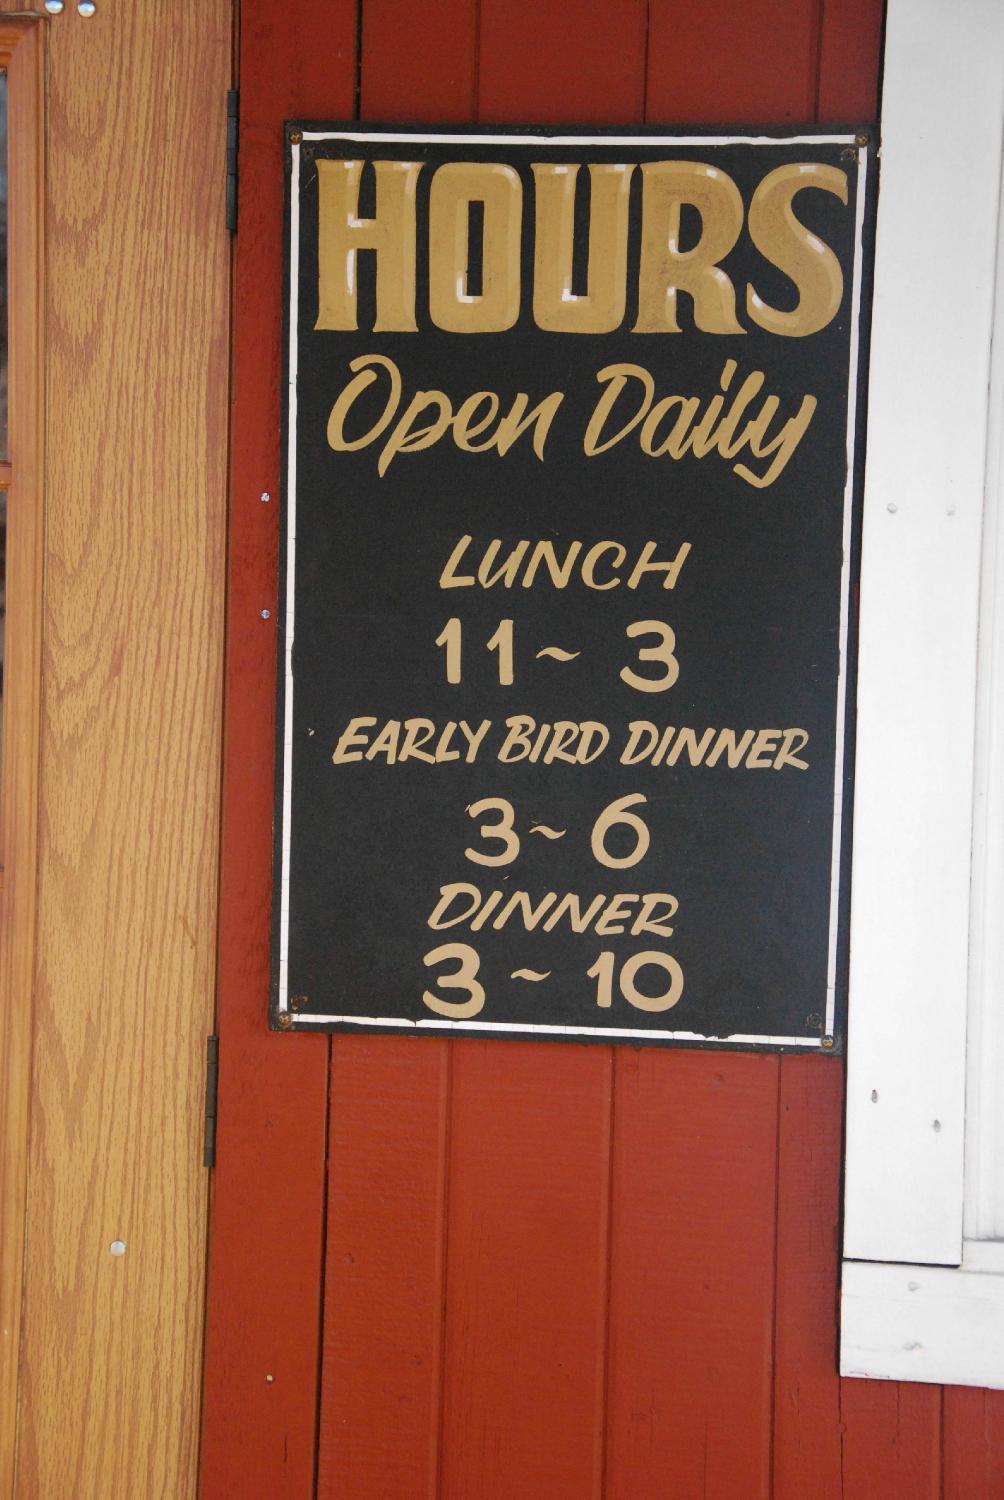 HOURS
Open Daily
LUNCH
11~ 3
EARLY BIRD DINNER
3~ 6
DINNER
3 ~ 10